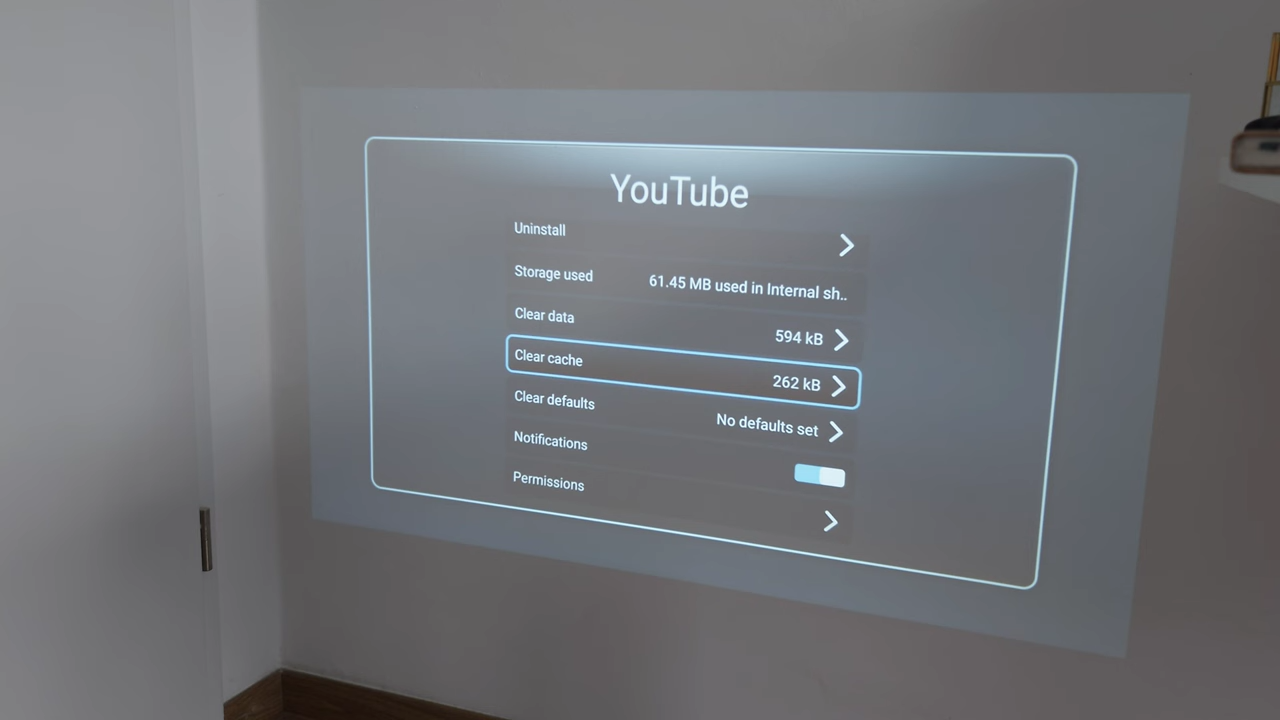 YouTube
Uninstall
Storage used 61.45 MB used in Internal sh..
Clear data 594 kB
Clear cache 262 kB
Clear defaults No defaults set
Notifications
Permissions